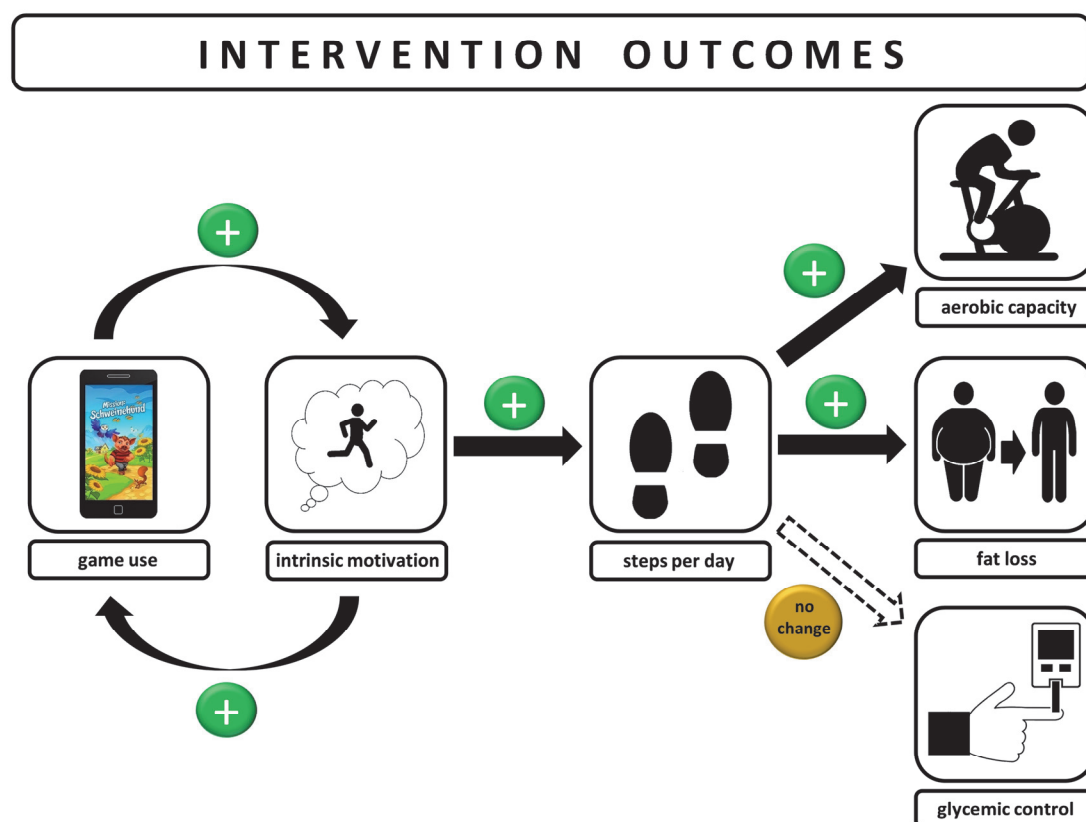 INTERVENTION OUTCOMES
+
+
+
+
aerobic capacity
Mission:
Schweinehund
game use
intrinsic motivation
steps per day
fat loss
no
change
+
glycemic control